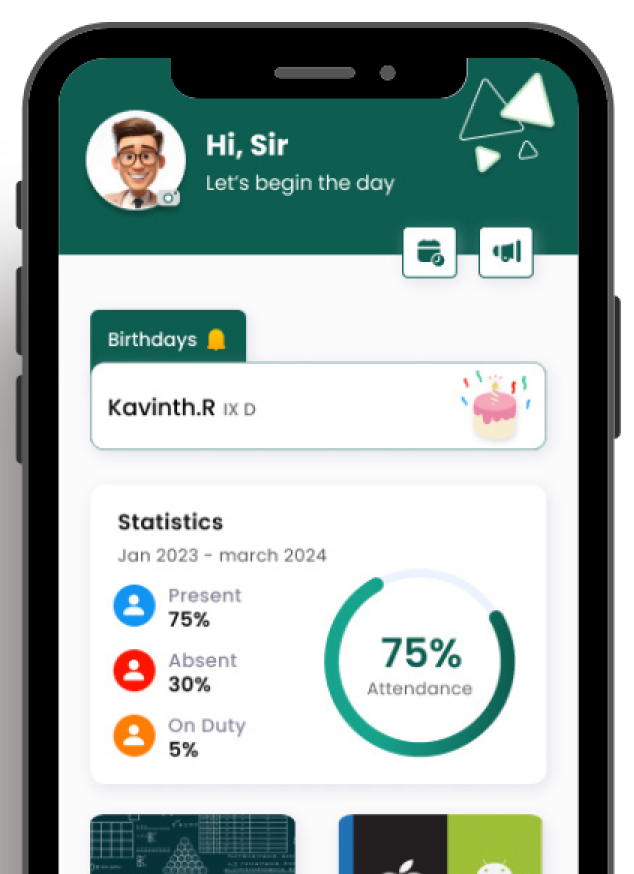 Hi, Sir
Let's begin the day
Birthdays
Kavinth.R IX D
Statistics
Jan 2023 - march 2024
Present
75%
Absent
30%
On Duty
5%
75%
Attendance